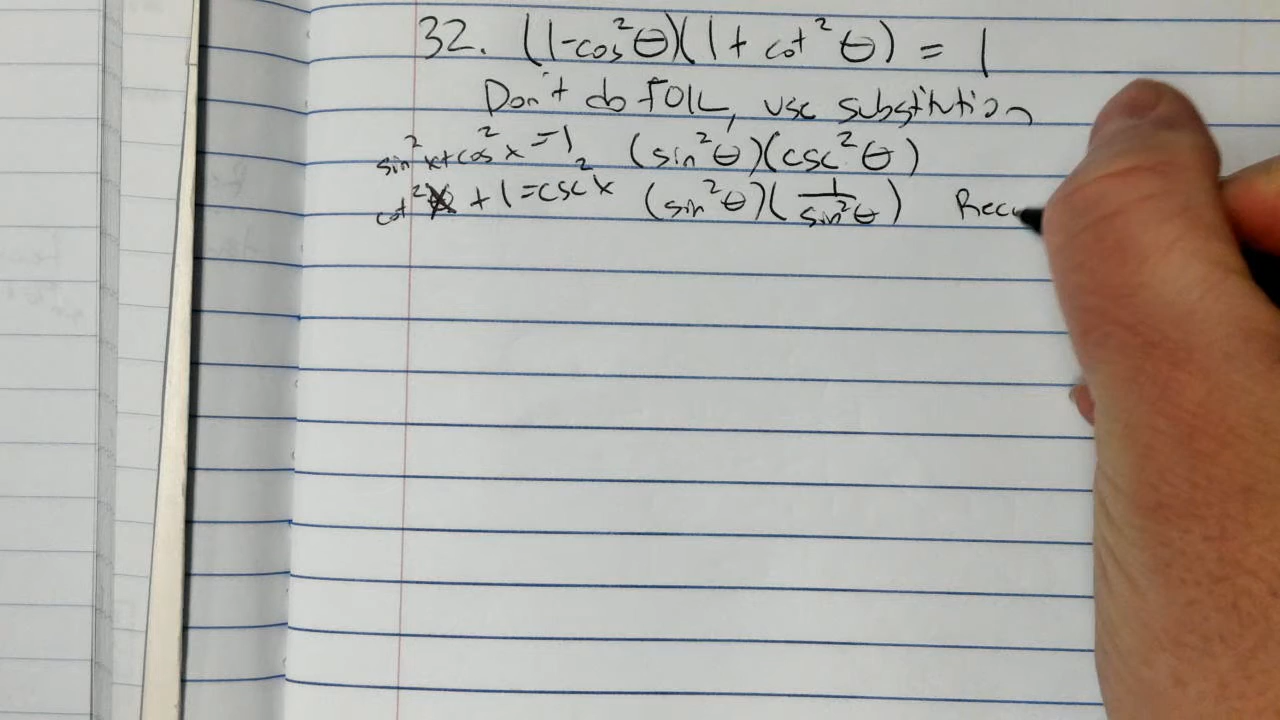 32. (1-cos²θ)(1 + cot²θ) = 1
Don't do FOIL, use substitution
sin²x+cos²x=1 (sin²θ)(csc²θ)
cot²x + 1 = csc²x (sin²θ)(1/sin²θ)